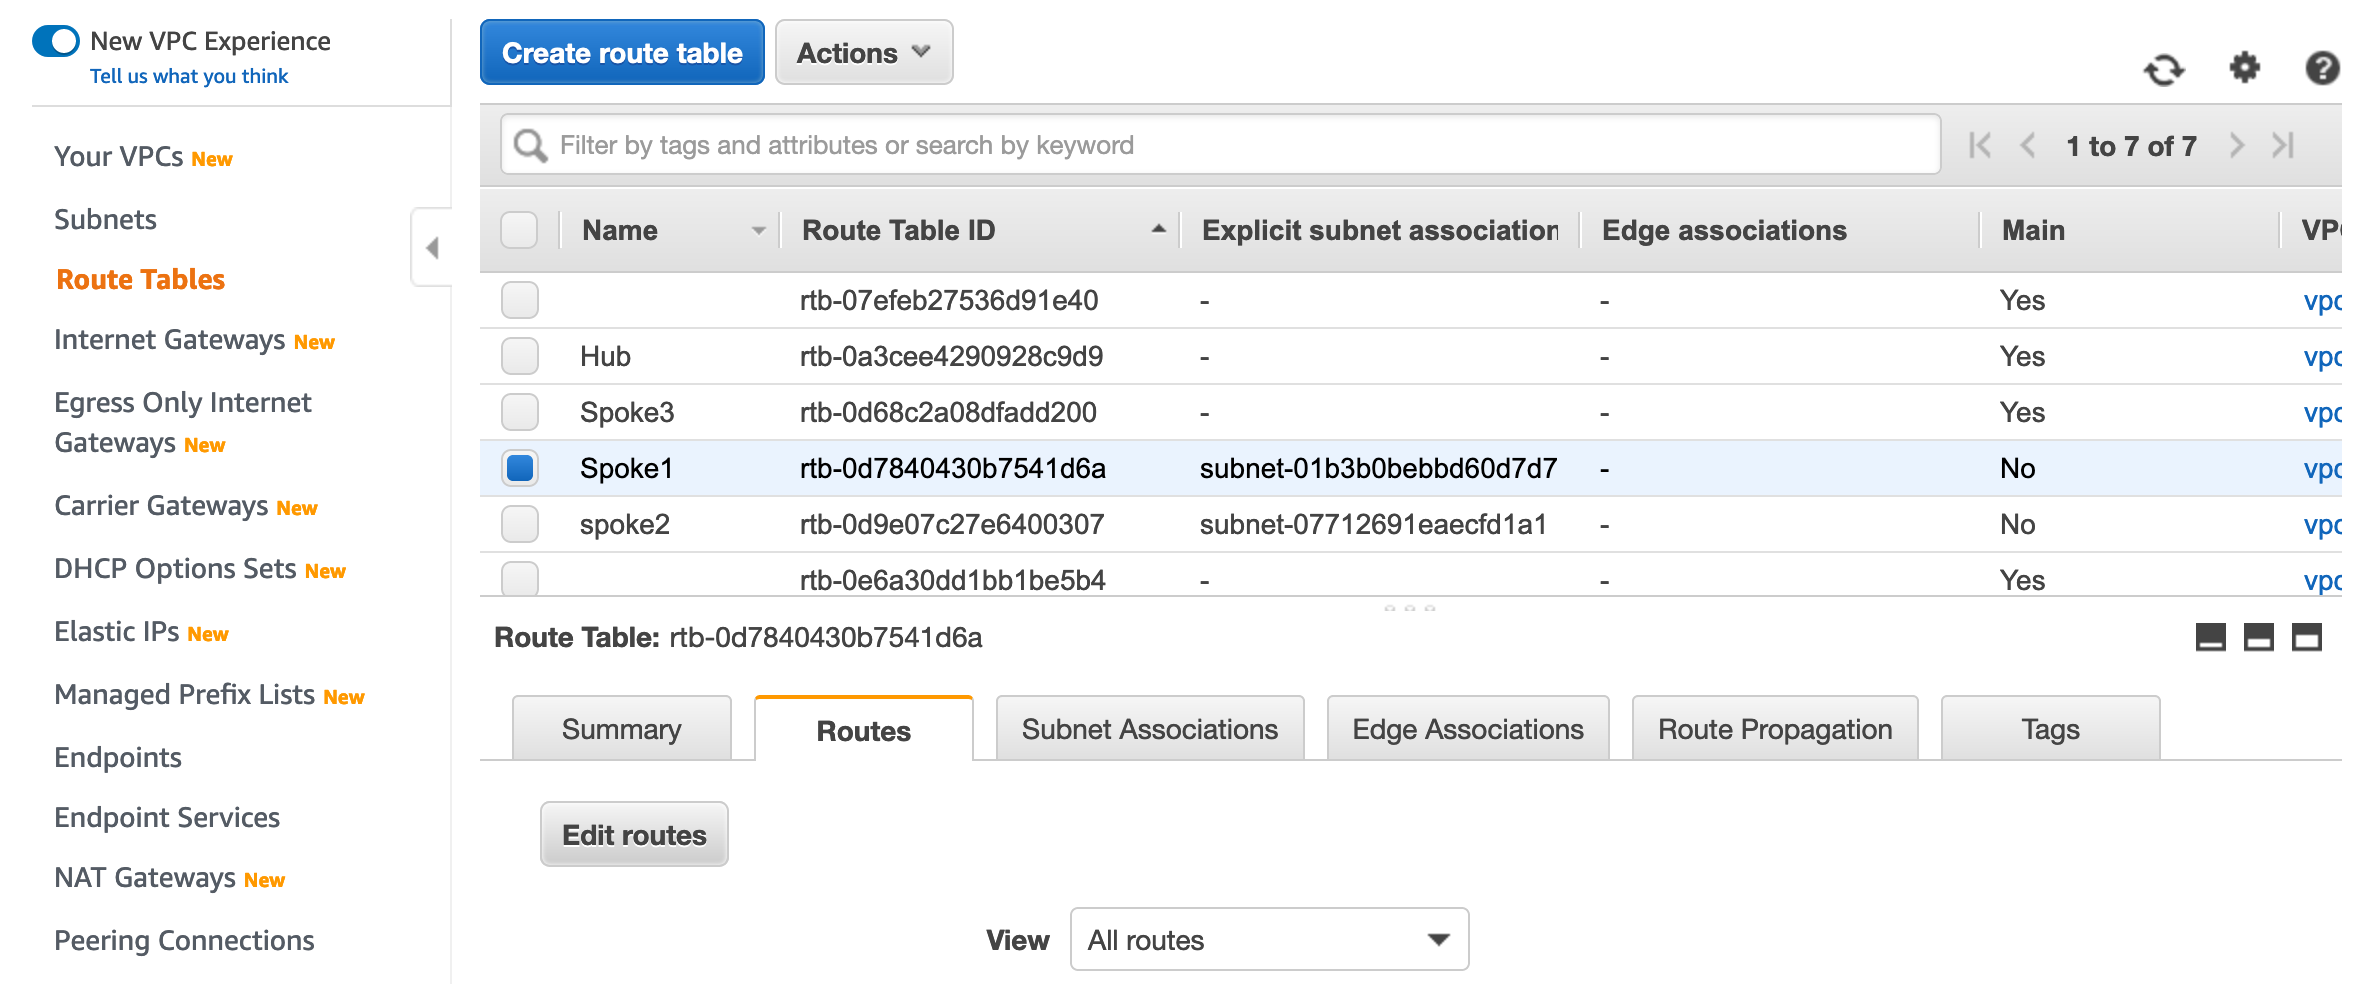 New VPC Experience
Tell us what you think
Your VPCs New
Subnets
Route Tables
Internet Gateways New
Egress Only Internet
Gateways New
Carrier Gateways New
DHCP Options Sets New
Elastic IPs New
Managed Prefix Lists New
Endpoints
Endpoint Services
NAT Gateways New
Peering Connections
Create route table Actions
Filter by tags and attributes or search by keyword 1 to 7 of 7
Name Route Table ID Explicit subnet association Edge associations Main VPC
rtb-07efeb27536d91e40 - - Yes vpc
Hub rtb-0a3cee4290928c9d9 - - Yes vpc
Spoke3 rtb-0d68c2a08dfadd200 - - Yes vpc
Spoke1 rtb-0d7840430b7541d6a subnet-01b3b0bebbd60d7d7 - No vpc
spoke2 rtb-0d9e07c27e6400307 subnet-07712691eaecfd1a1 - No vpc
rtb-0e6a30dd1bb1be5b4 - - Yes vpc
Route Table: rtb-0d7840430b7541d6a
Summary Routes Subnet Associations Edge Associations Route Propagation Tags
Edit routes
View All routes